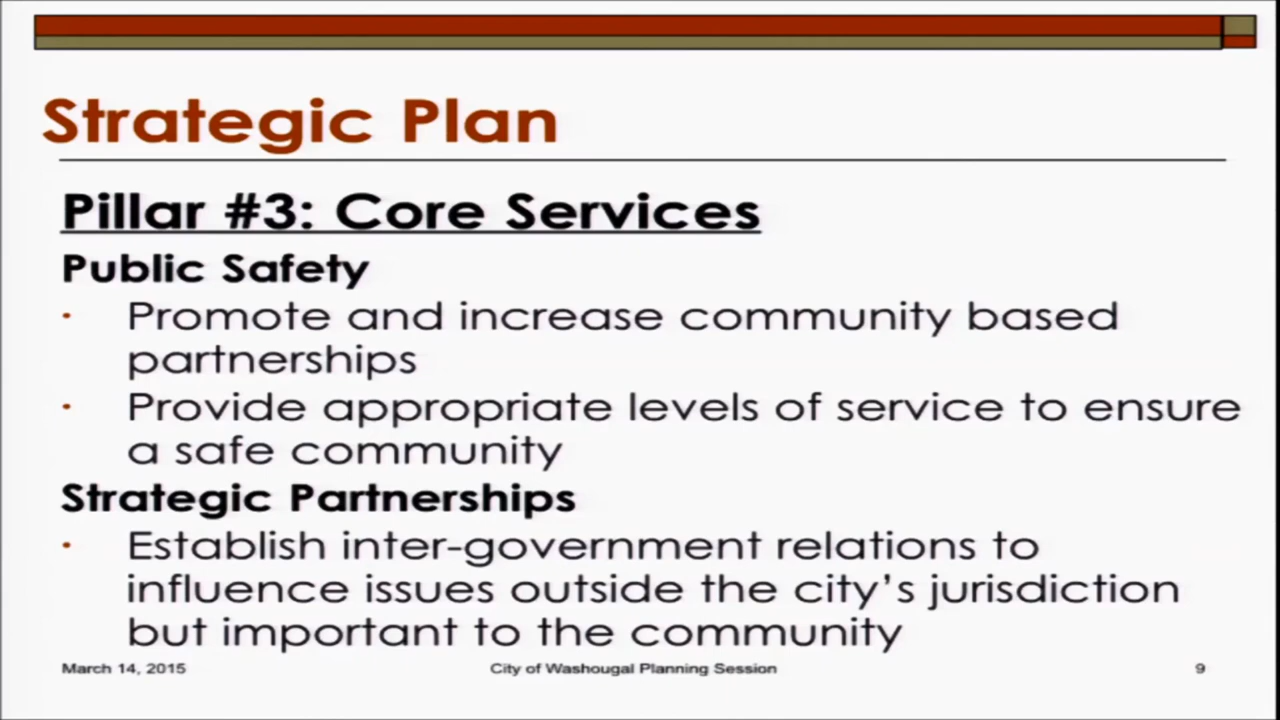 Strategic Plan
Pillar #3: Core Services
Public Safety
· Promote and increase community based
partnerships
· Provide appropriate levels of service to ensure
a safe community
Strategic Partnerships
· Establish inter-government relations to
influence issues outside the city's jurisdiction
but important to the community
March 14, 2015 City of Washougal Planning Session 9